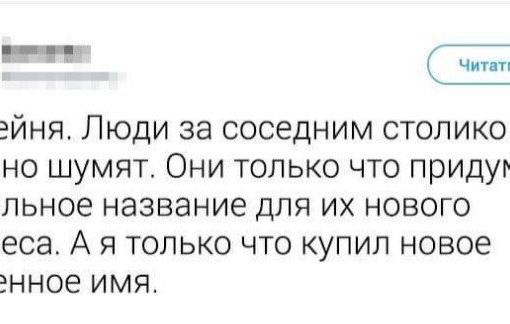 Читат
ейня. Люди за соседним столико
но шумят. Они только что придум
льное название для их нового
еса. А я только что купил новое
енное имя.